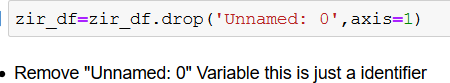 zir_df=zir_df.drop('Unnamed: 0',axis=1)
• Remove "Unnamed: 0" Variable this is just a identifier